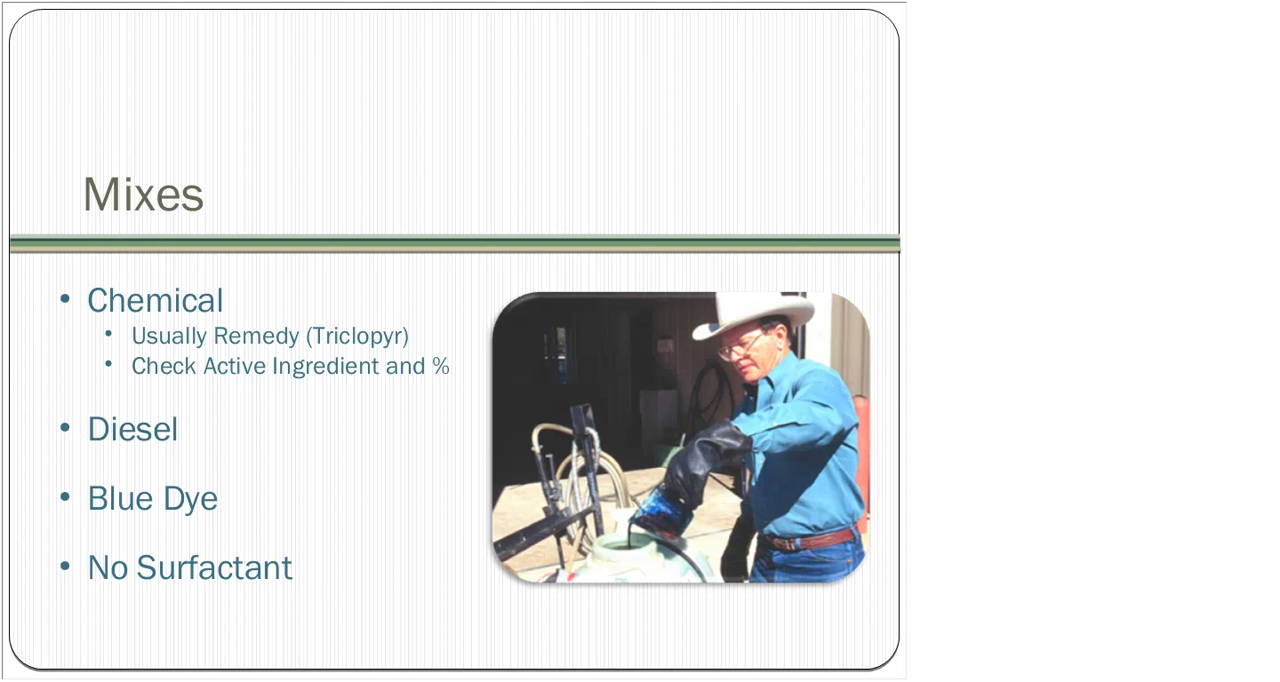 Mixes
• Chemical
• Usually Remedy (Triclopyr)
• Check Active Ingredient and %
• Diesel
• Blue Dye
• No Surfactant